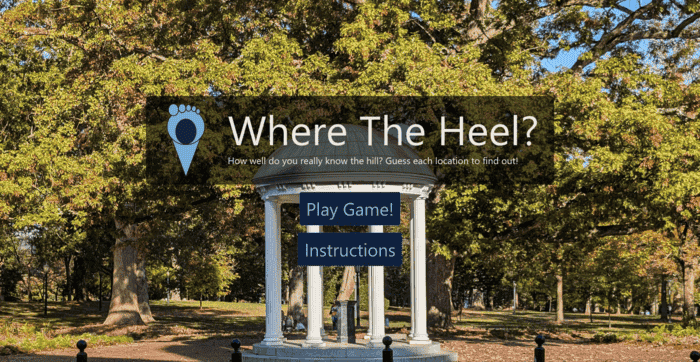 Where The Heel?
How well do you really know the hill? Guess each location to find out!
Play Game!
Instructions